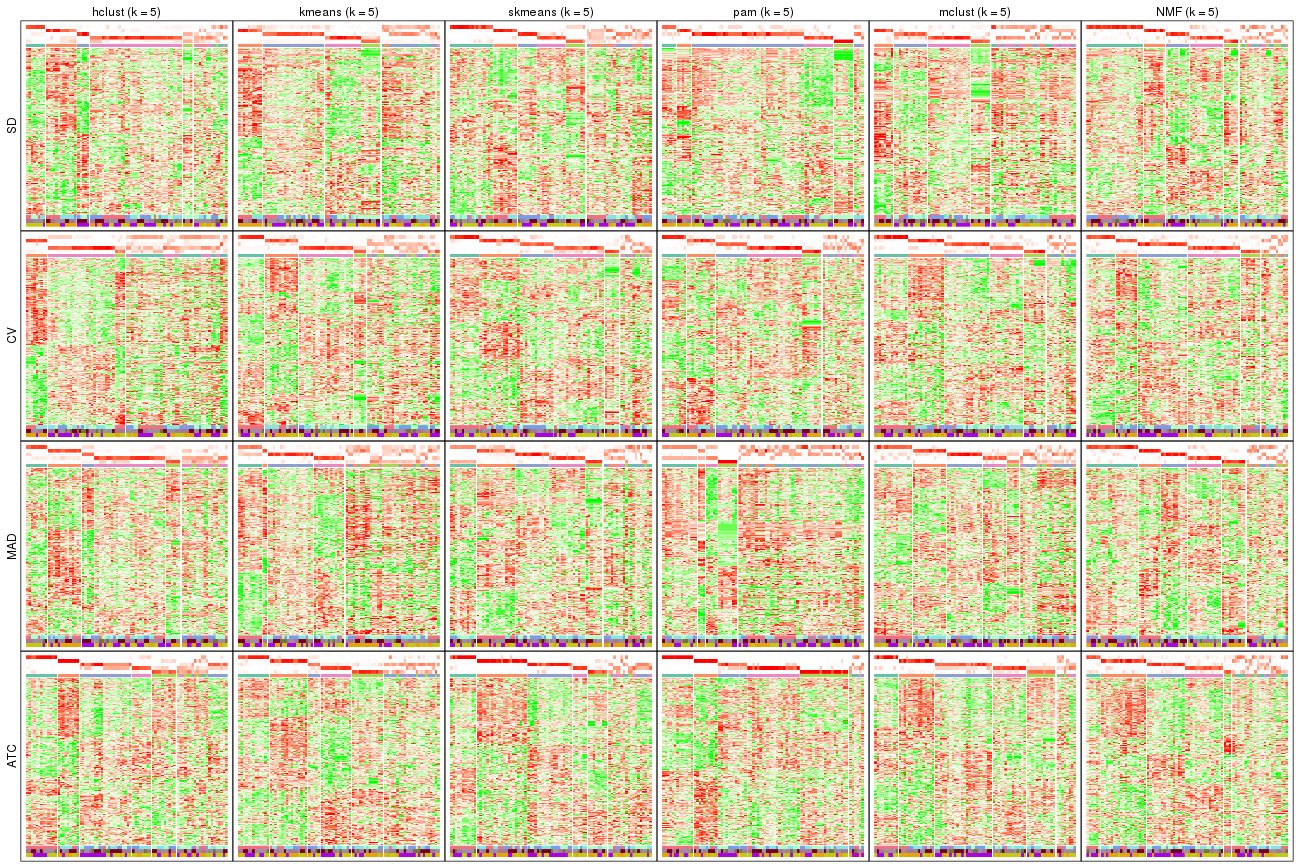 hclust (k = 5) kmeans (k = 5) skmeans (k = 5) pam (k = 5) mclust (k = 5) NMF (k = 5)
SD
CV
MAD
ATC